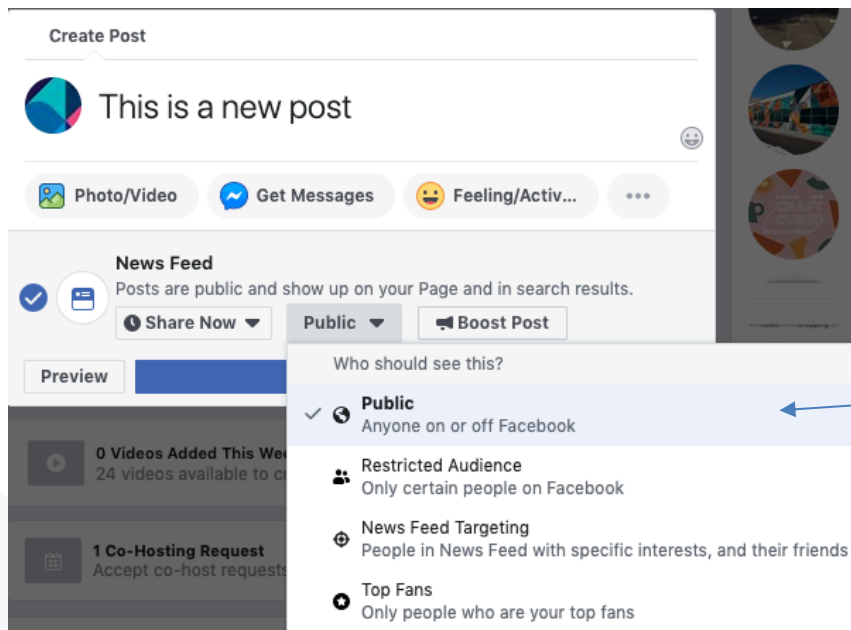 Create Post
This is a new post
Photo/Video Get Messages Feeling/Activ... •••
News Feed
Posts are public and show up on your Page and in search results.
Share Now Public Boost Post
Who should see this?
Preview
Public
Anyone on or off Facebook
0 Videos Added This Wee
24 videos available to c
Restricted Audience
Only certain people on Facebook
News Feed Targeting
People in News Feed with specific interests, and their friends
1 Co-Hosting Request
Accept co-host requests
Top Fans
Only people who are your top fans
CRAFT